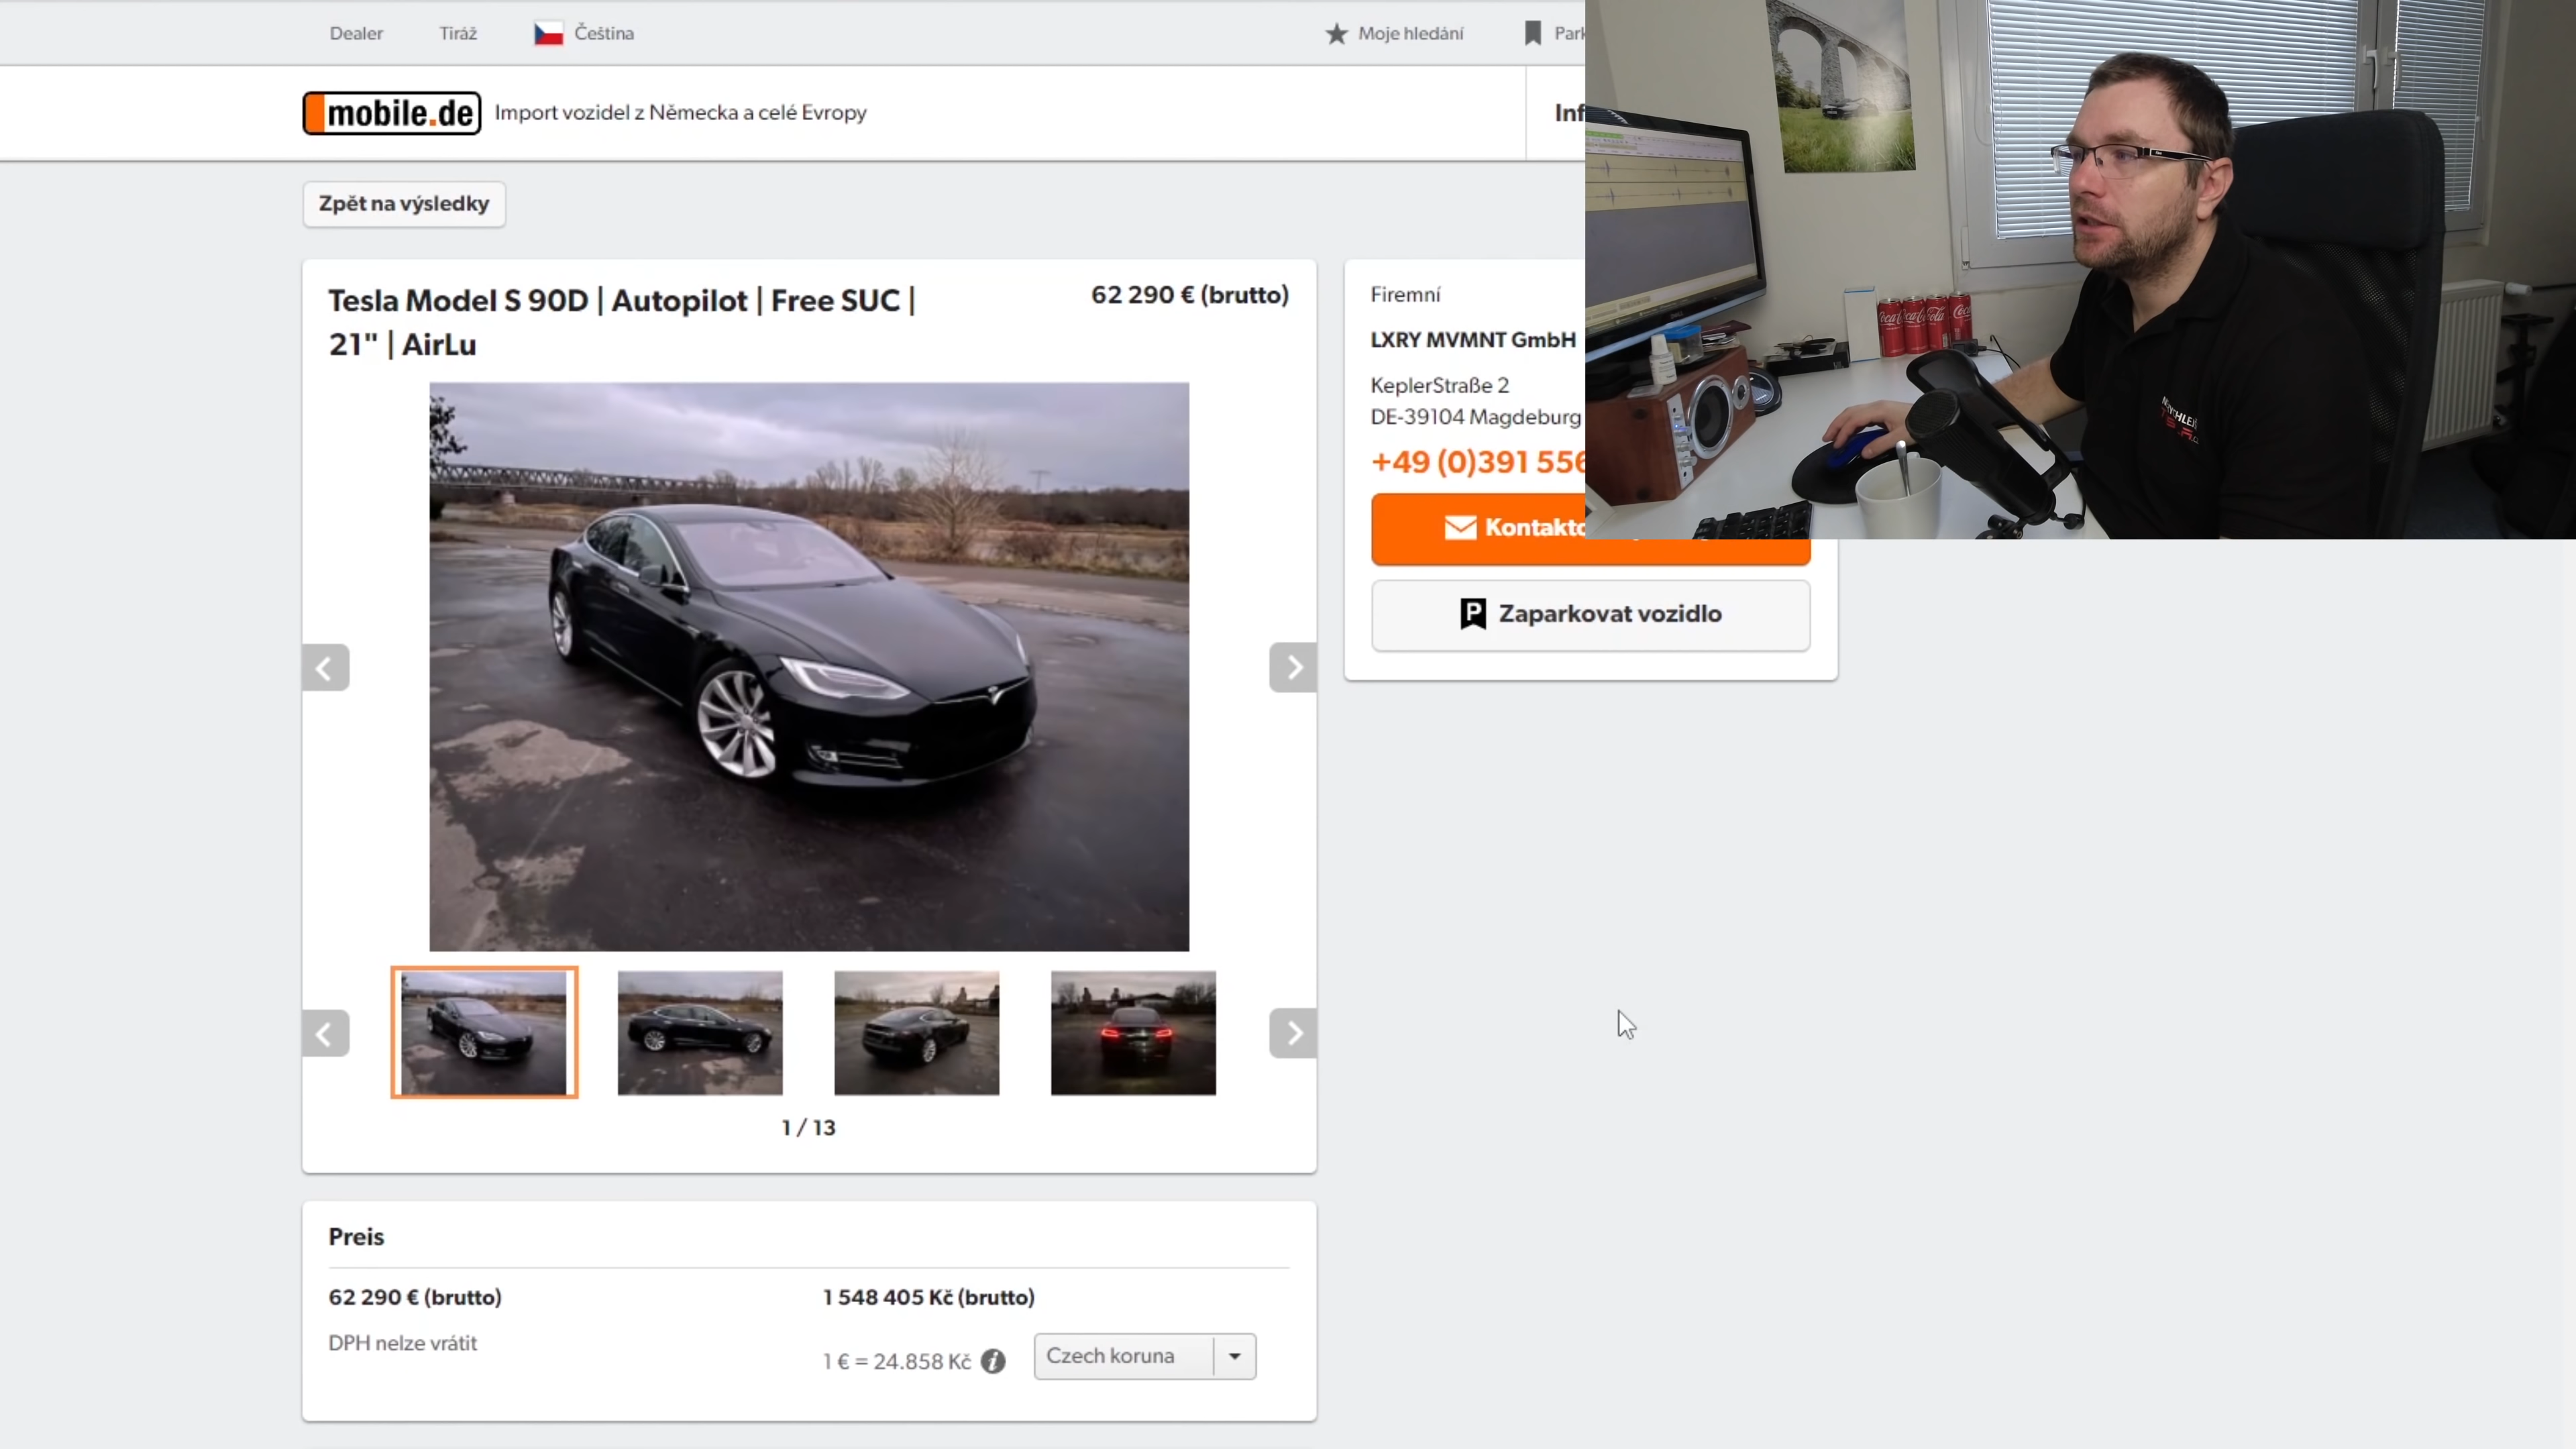 Dealer
Tiráž
Čeština
Moje hledání
mobile.de
Import vozidel z Německa a celé Evropy
Zpět na výsledky
Tesla Model S 90D | Autopilot | Free SUC |
21" | AirLu
62 290 € (brutto)
Firemní
LXRY MVMNT GmbH
KeplerStraße 2
DE-39104 Magdeburg
+49 (0)391 556
P Zaparkovat vozidlo
1 / 13
Preis
62 290 € (brutto)
1 548 405 Kč (brutto)
DPH nelze vrátit
1 € = 24.858 Kč i
Czech koruna
Coca-Cola